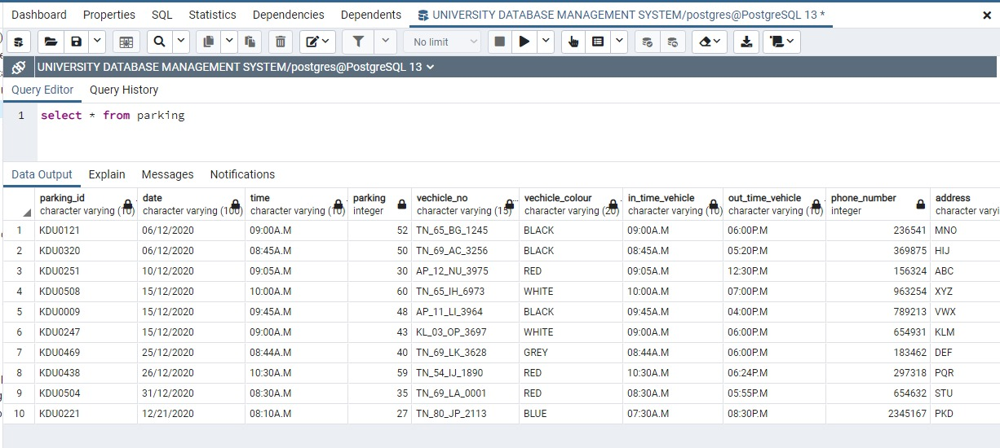 Dashboard Properties SQL Statistics Dependencies Dependents UNIVERSITY DATABASE MANAGEMENT SYSTEM/postgres@PostgreSQL 13 *
No limit
UNIVERSITY DATABASE MANAGEMENT SYSTEM/postgres@PostgreSQL 13
Query Editor Query History
1 select * from parking
Data Output Explain Messages Notifications
parking_id date time parking vechicle_no vechicle_colour in_time_vehicle out_time_vehicle phone_number address
character varying (10) character varying (100) character varying (10) integer character varying (15) character varying (20) character varying (10) character varying (10) integer character varyi
1 KDU0121 06/12/2020 09:00A.M 52 TN_65_BG_1245 BLACK 09:00A.M 06:00P.M 236541 MNO
2 KDU0320 06/12/2020 08:45A.M 50 TN_69_AC_3256 BLACK 08:45A.M 05:20P.M 369875 HIJ
3 KDU0251 10/12/2020 09:05A.M 30 AP_12_NU_3975 RED 09:05A.M 12:30P.M 156324 ABC
4 KDU0508 15/12/2020 10:00A.M 60 TN_65_IH_6973 WHITE 10:00A.M 07:00P.M 963254 XYZ
5 KDU0009 15/12/2020 09:45A.M 48 AP_11_LI_3964 BLACK 09:45A.M 04:00P.M 789213 VWX
6 KDU0247 15/12/2020 09:00A.M 43 KL_03_OP_3697 WHITE 09:00A.M 06:00P.M 654931 KLM
7 KDU0469 25/12/2020 08:44A.M 40 TN_69_LK_3628 GREY 08:44A.M 06:00P.M 183462 DEF
8 KDU0438 26/12/2020 10:30A.M 59 TN_54_IJ_1890 RED 10:30A.M 06:24P.M 297318 PQR
9 KDU0504 31/12/2020 08:30A.M 35 TN_69_LA_0001 RED 08:30A.M 05:55P.M 654632 STU
10 KDU0221 12/21/2020 08:10A.M 27 TN_80_JP_2113 BLUE 07:30A.M 08:30P.M 2345167 PKD